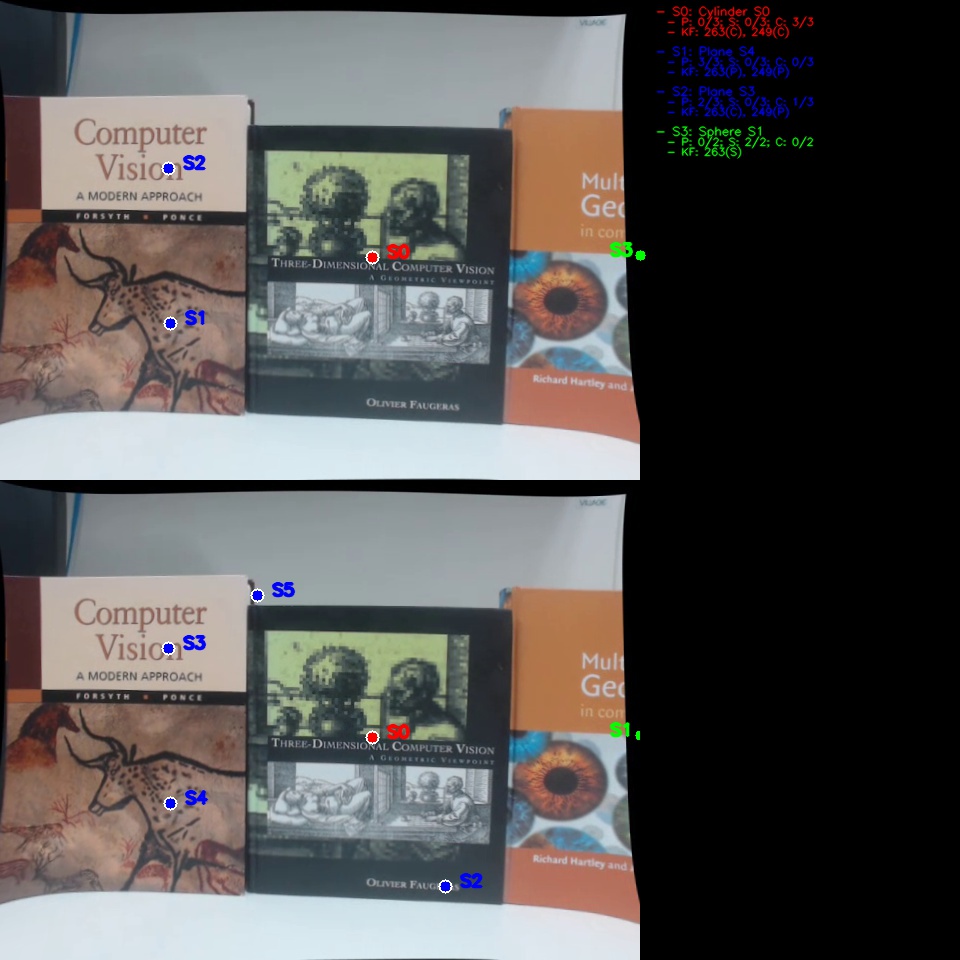 - S0: Cylinder S0
- P: 0/3; S: 0/3; C: 3/3
- KF: 263(C), 249(C)
- S1: Plane S4
- P: 3/3; S: 0/3; C: 0/3
- KF: 263(P), 249(P)
- S2: Plane S3
- P: 2/3; S: 0/3; C: 1/3
- KF: 263(C), 249(P)
- S3: Sphere S1
- P: 0/2; S: 2/2; C: 0/2
- KF: 263(S)
Computer
Vision
S2
A MODERN APPROACH
FORSYTH PONCE
S1
S0
THREE-DIMENSIONAL COMPUTER VISION
A GEOMETRIC VIEWPOINT
OLIVIER FAUGERAS
Mult
Geo
in com
S3
Richard Hartley and
S5
Computer
Vision
S3
A MODERN APPROACH
FORSYTH PONCE
S4
S0
THREE-DIMENSIONAL COMPUTER VISION
A GEOMETRIC VIEWPOINT
OLIVIER S2
Mult
Geo
in com
S1
Richard Hartley and